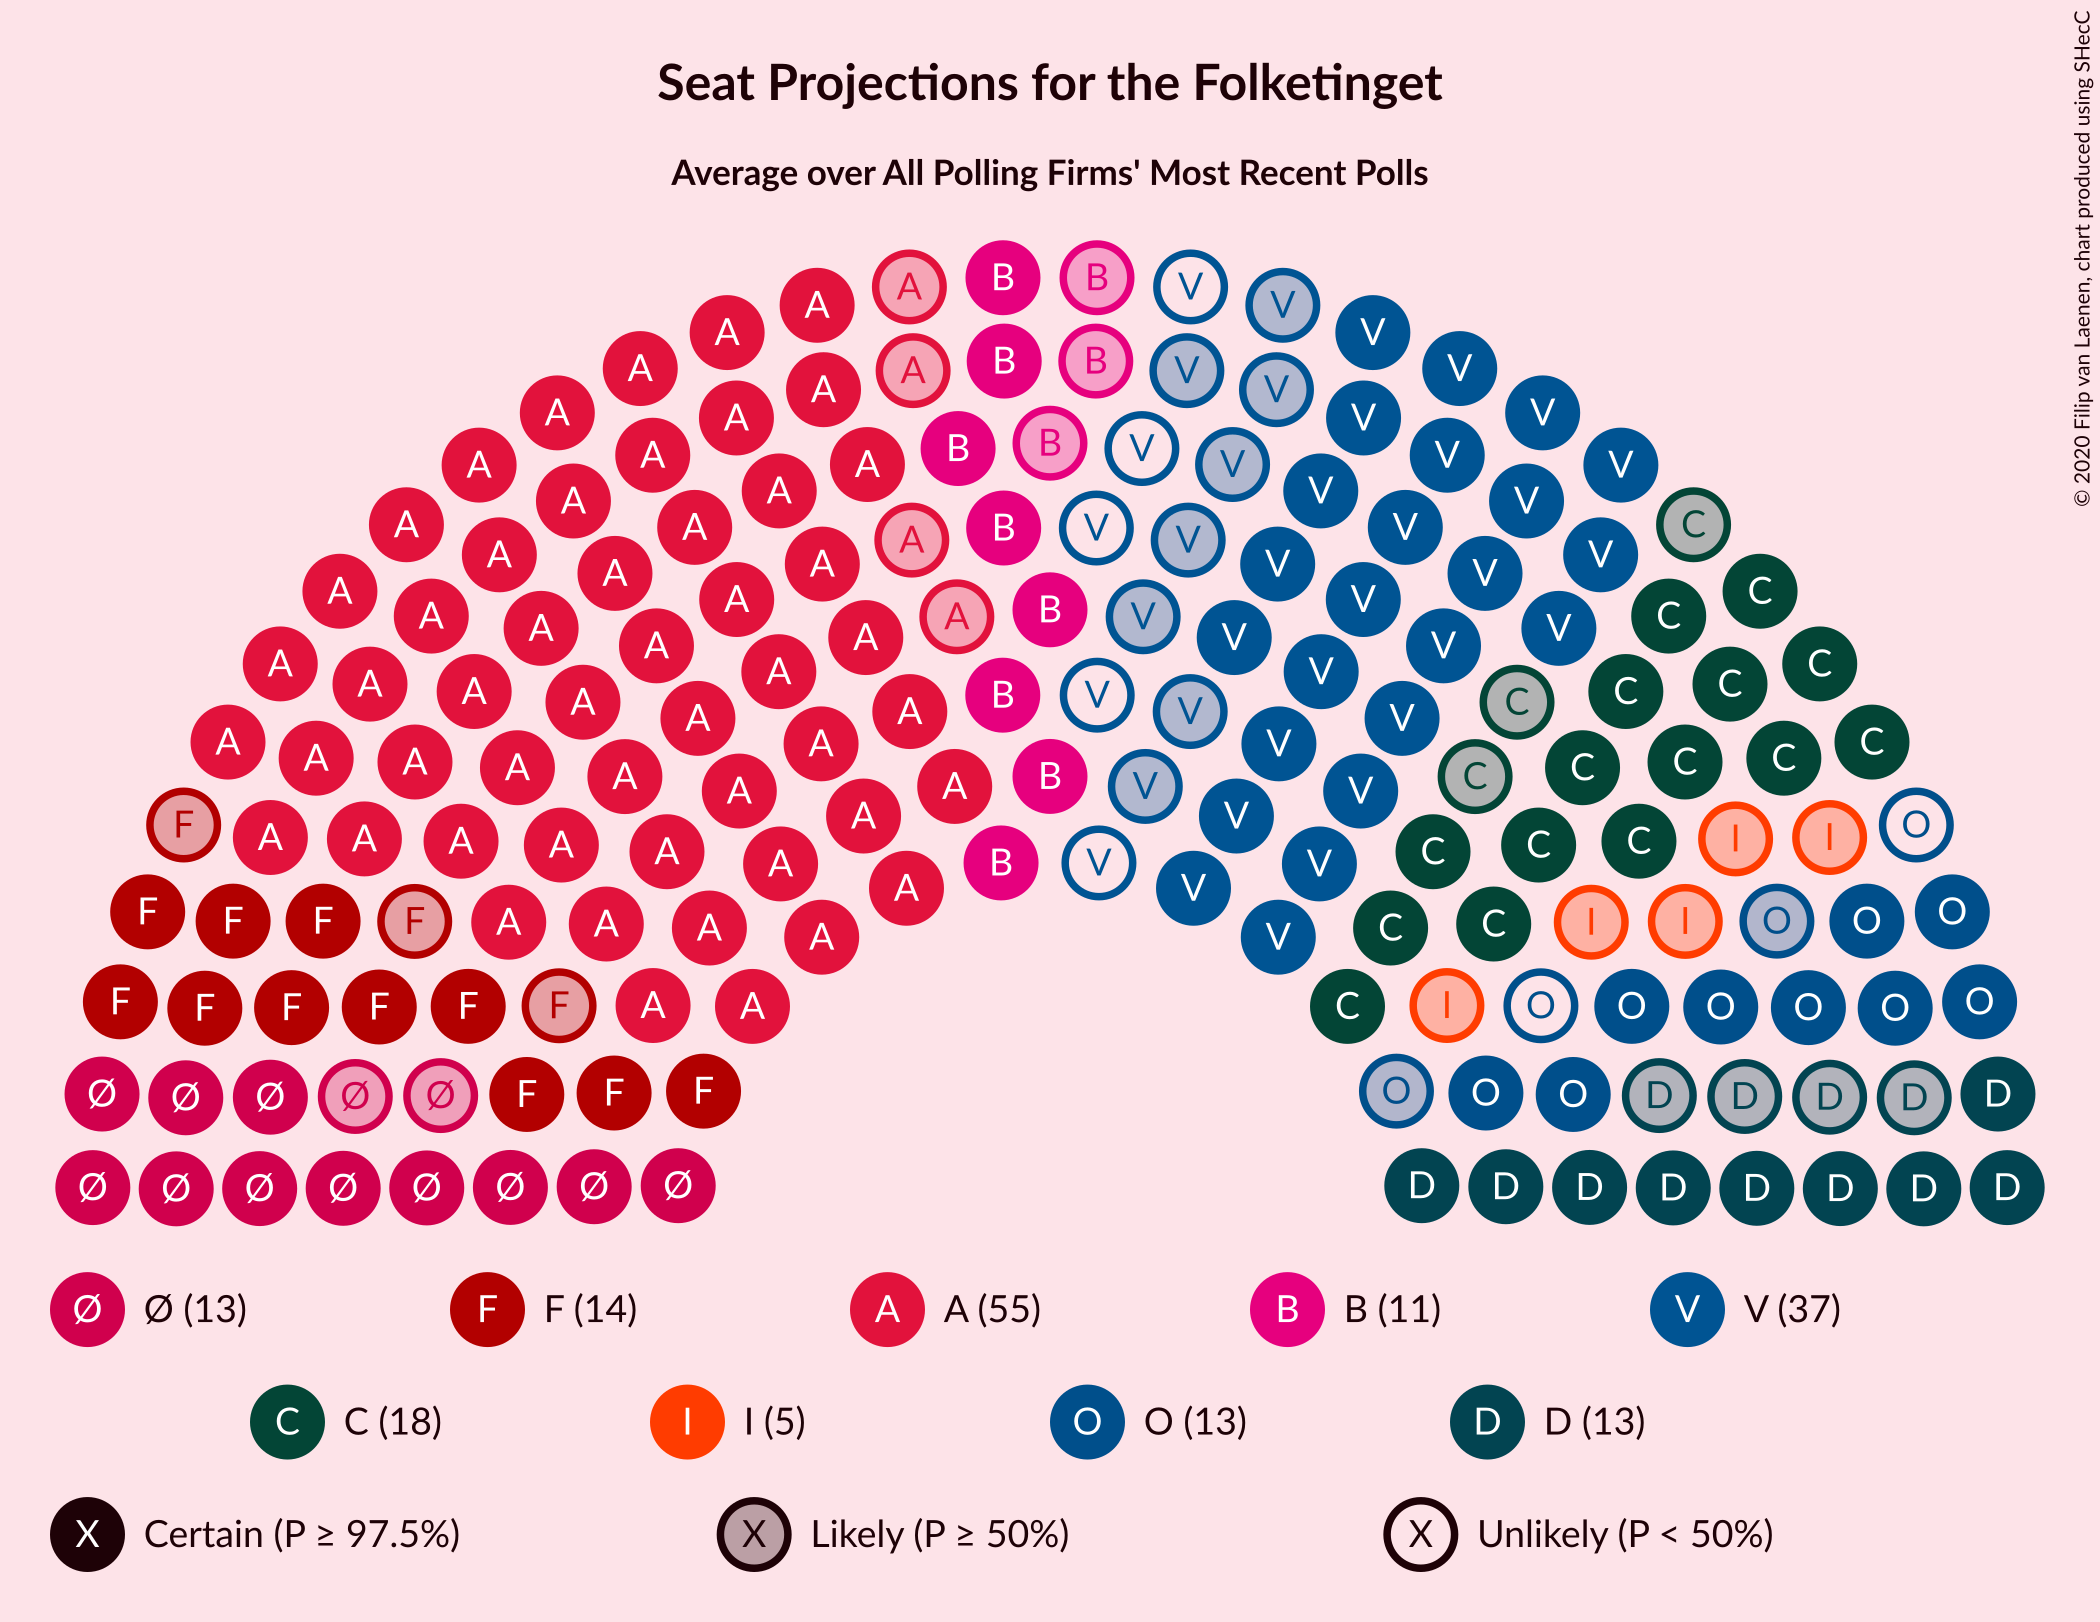 Seat Projections for the Folketinget
Average over All Polling Firms' Most Recent Polls
© 2020 Filip van Laenen, chart produced using SHecC
B B
A V
A V
A V
B B
A A V V
A V
A A V V
B B V
A A A V V V
A A V V
A A B V V C
A V
A A V V
A V
A A V C
A A B V C
A A V V
A V
A A V C
A A B V C C
A A A V V C
A A V C
A A A C C C
A A A B V V C
A V
F O
A A A A A C C C I I
A B V V
A V
F F F F A A A C C I I O O O
A V
F F F F F F A A C I O O O O O O
Ø Ø Ø Ø Ø F F F O O O D D D D D
Ø Ø Ø Ø Ø Ø Ø Ø D D D D D D D D
Ø Ø (13) F F (14) A A (55) B B (11) V V (37)
C C (18) I I (5) O O (13) D D (13)
X Certain (P ≥ 97.5%) X Likely (P ≥ 50%) X Unlikely (P < 50%)